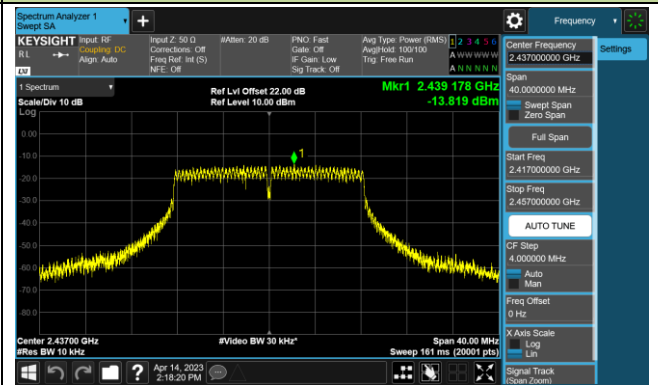 Spectrum Analyzer 1
Swept SA
Frequency
KEYSIGHT
RL
Input: RF
Coupling: DC
Align: Auto
Input Z: 50 Ω
Corrections: Off
Freq Ref: Int (S)
NFE: Off
#Atten: 20 dB
PNO: Fast
Gate: Off
IF Gain: Low
Sig Track: Off
Avg Type: Power (RMS)
Avg|Hold: 100/100
Trig: Free Run
1 2 3 4 5 6
A W W W W W
A N N N N N
LXI
1 Spectrum
Scale/Div 10 dB
Log
Ref Lvl Offset 22.00 dB
Ref Level 10.00 dBm
Mkr1 2.439 178 GHz
-13.819 dBm
0.00
-10.0
-20.0
-30.0
-40.0
-50.0
-60.0
-70.0
-80.0
1
Center 2.43700 GHz
#Res BW 10 kHz
#Video BW 30 kHz*
Span 40.00 MHz
Sweep 161 ms (20001 pts)
Apr 14, 2023
2:18:20 PM
Center Frequency
2.437000000 GHz
Settings
Span
40.0000000 MHz
Swept Span
Zero Span
Full Span
Start Freq
2.417000000 GHz
Stop Freq
2.457000000 GHz
AUTO TUNE
CF Step
4.000000 MHz
Auto
Man
Freq Offset
0 Hz
X Axis Scale
Log
Lin
Signal Track
(Span Zoom)